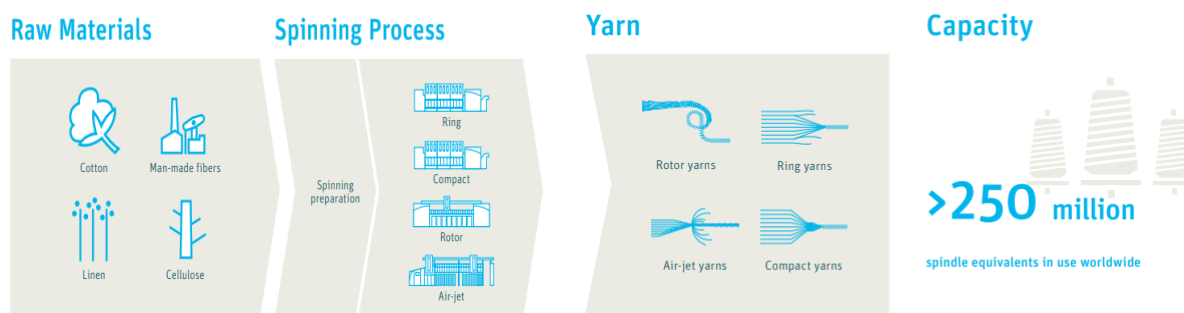 Raw Materials
Cotton
Man-made fibers
Linen
Cellulose
Spinning Process
Spinning
preparation
Ring
Compact
Rotor
Air-jet
Yarn
Rotor yarns
Ring yarns
Air-jet yarns
Compact yarns
Capacity
>250 million
spindle equivalents in use worldwide